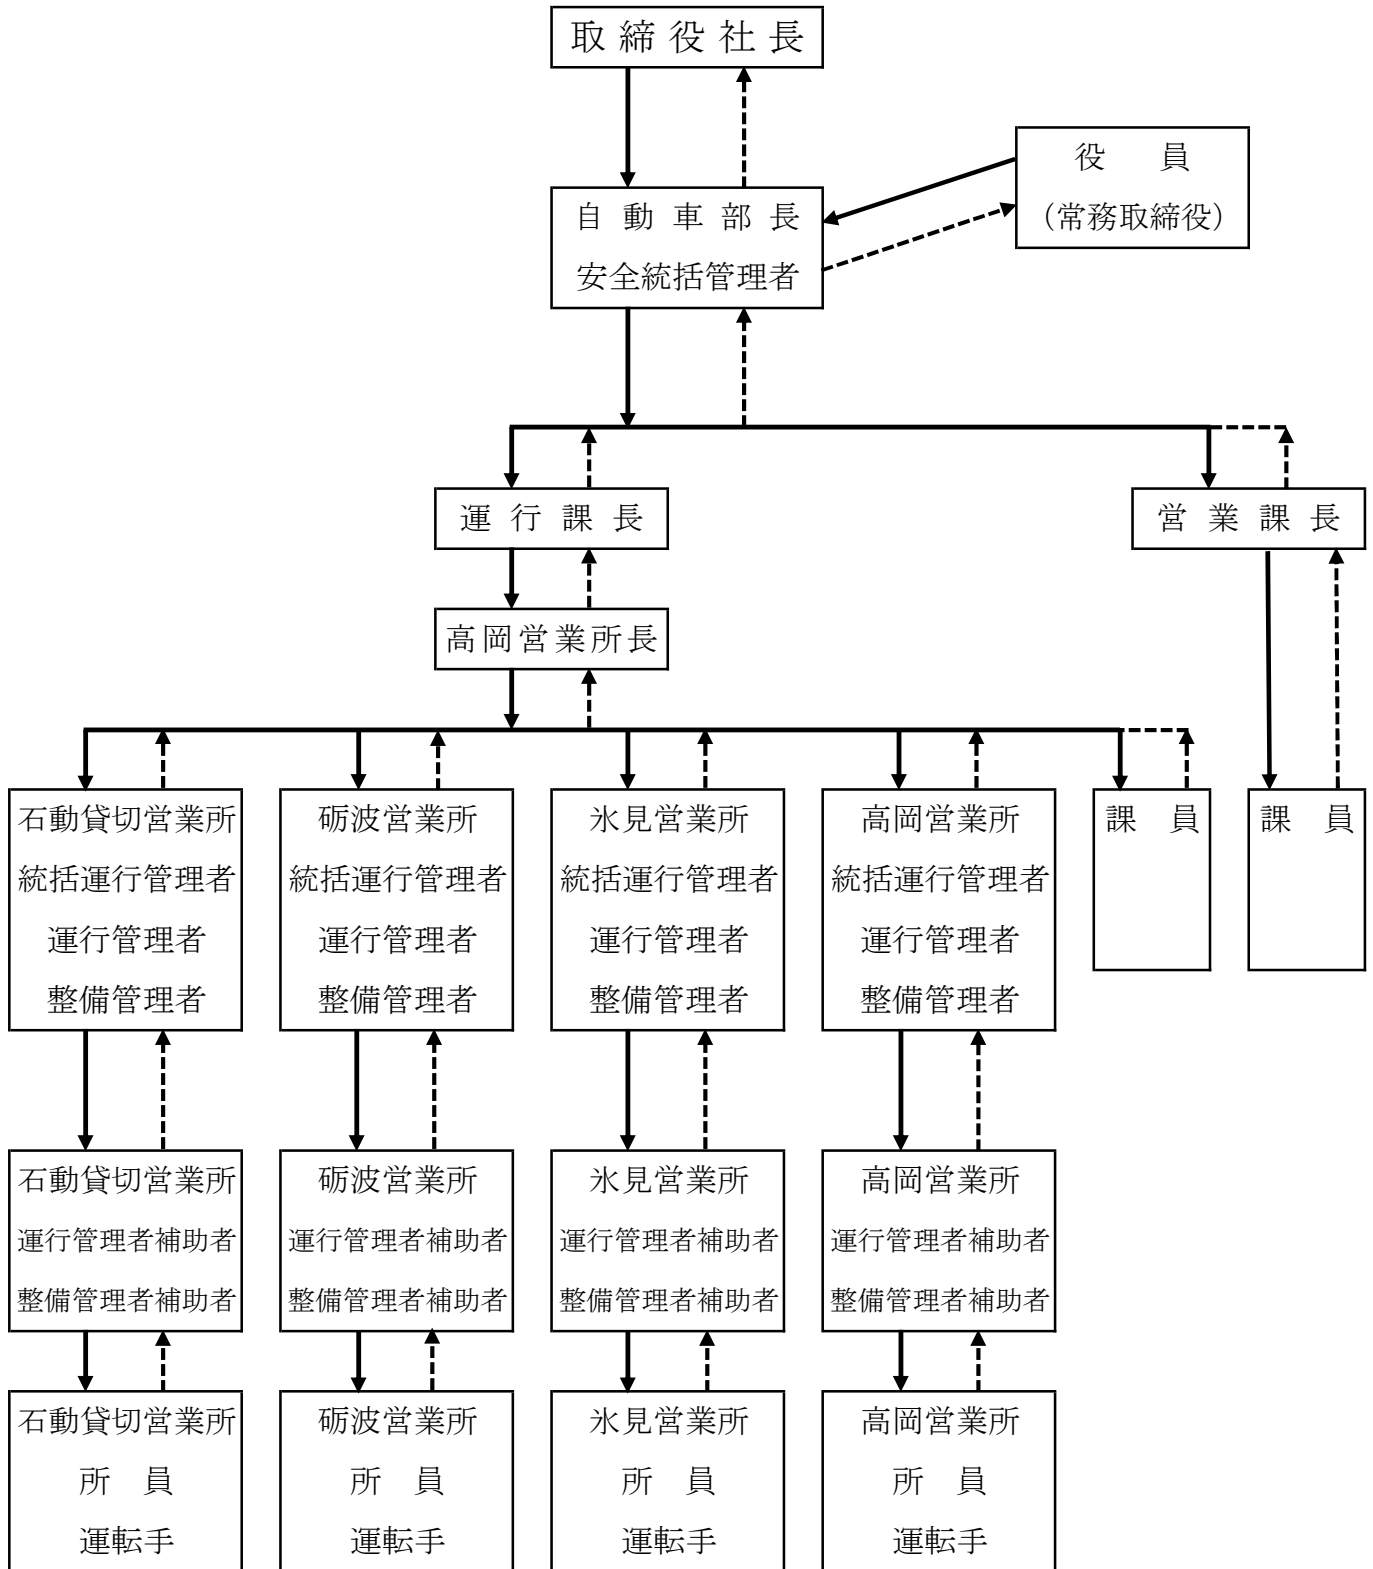 取締役社長
役　員
（常務取締役）
自動車部長
安全統括管理者
運行課長
営業課長
高岡営業所長
石動貸切営業所
統括運行管理者
運行管理者
整備管理者
砺波営業所
統括運行管理者
運行管理者
整備管理者
氷見営業所
統括運行管理者
運行管理者
整備管理者
高岡営業所
統括運行管理者
運行管理者
整備管理者
課　員
課　員
石動貸切営業所
運行管理者補助者
整備管理者補助者
砺波営業所
運行管理者補助者
整備管理者補助者
氷見営業所
運行管理者補助者
整備管理者補助者
高岡営業所
運行管理者補助者
整備管理者補助者
石動貸切営業所
所　員
運転手
砺波営業所
所　員
運転手
氷見営業所
所　員
運転手
高岡営業所
所　員
運転手